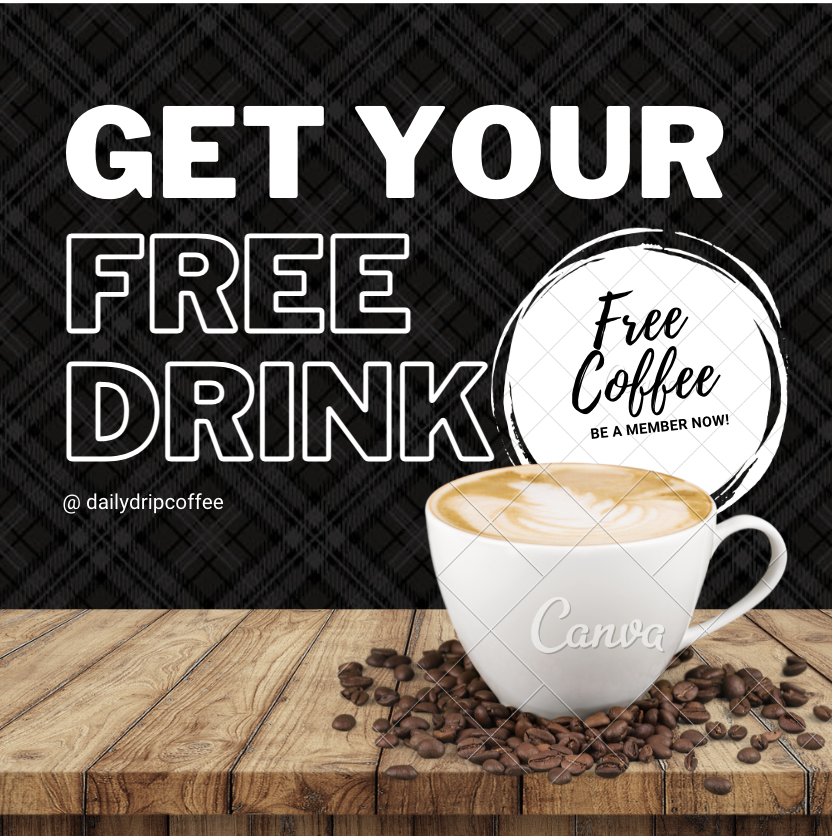 GET YOUR
FREE
DRINK
Free
Coffee
BE A MEMBER NOW!
@ dailydripcoffee
Canva